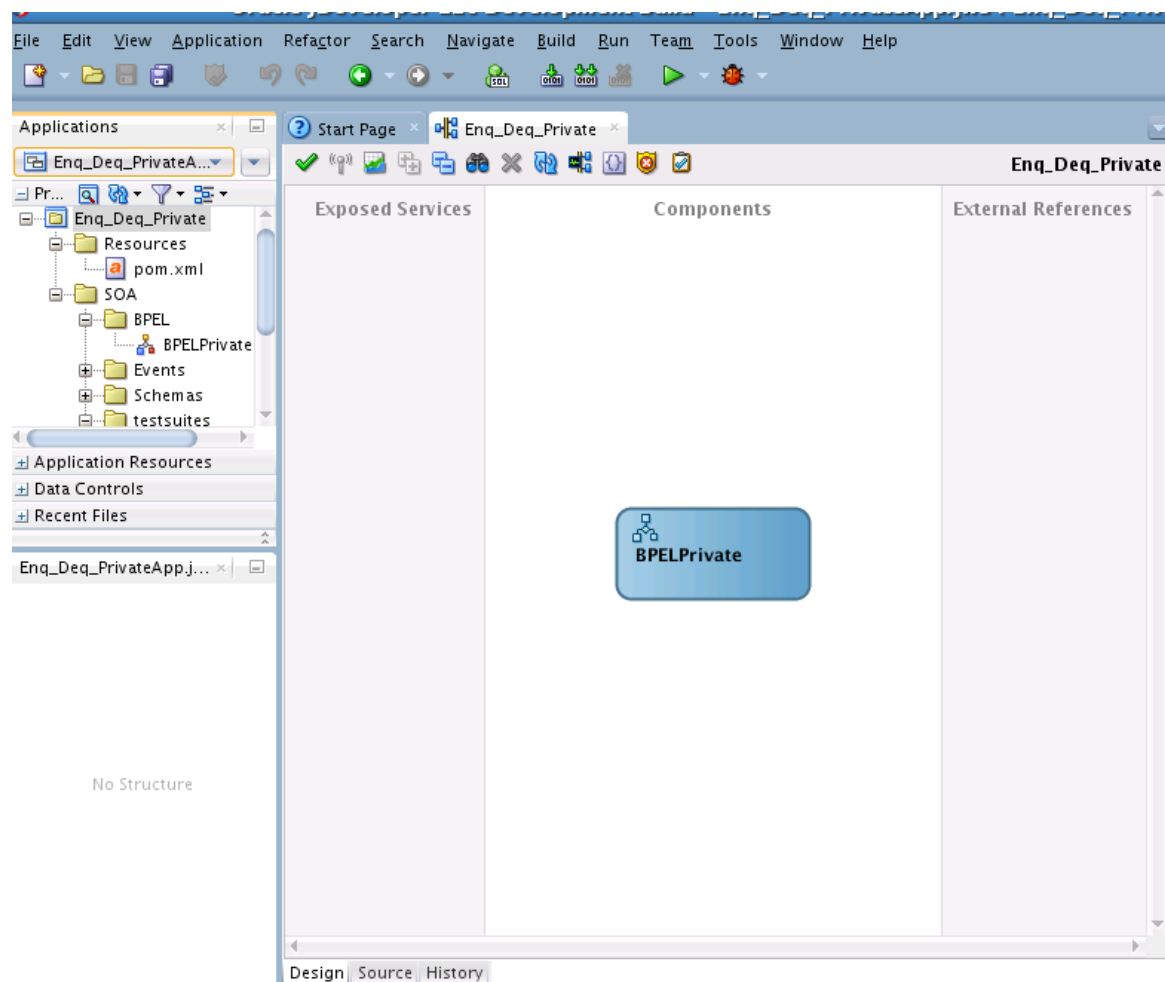 File Edit View Application Refactor Search Navigate Build Run Team Tools Window Help
SQL
Applications
Enq_Deq_PrivateA...
Pr...
Enq_Deq_Private
Resources
pom.xml
SOA
BPEL
BPELPrivate
Events
Schemas
testsuites
Application Resources
Data Controls
Recent Files
Enq_Deq_PrivateApp.j...
No Structure
Start Page
Enq_Deq_Private
Enq_Deq_Private
Exposed Services Components External References
BPELPrivate
Design Source History